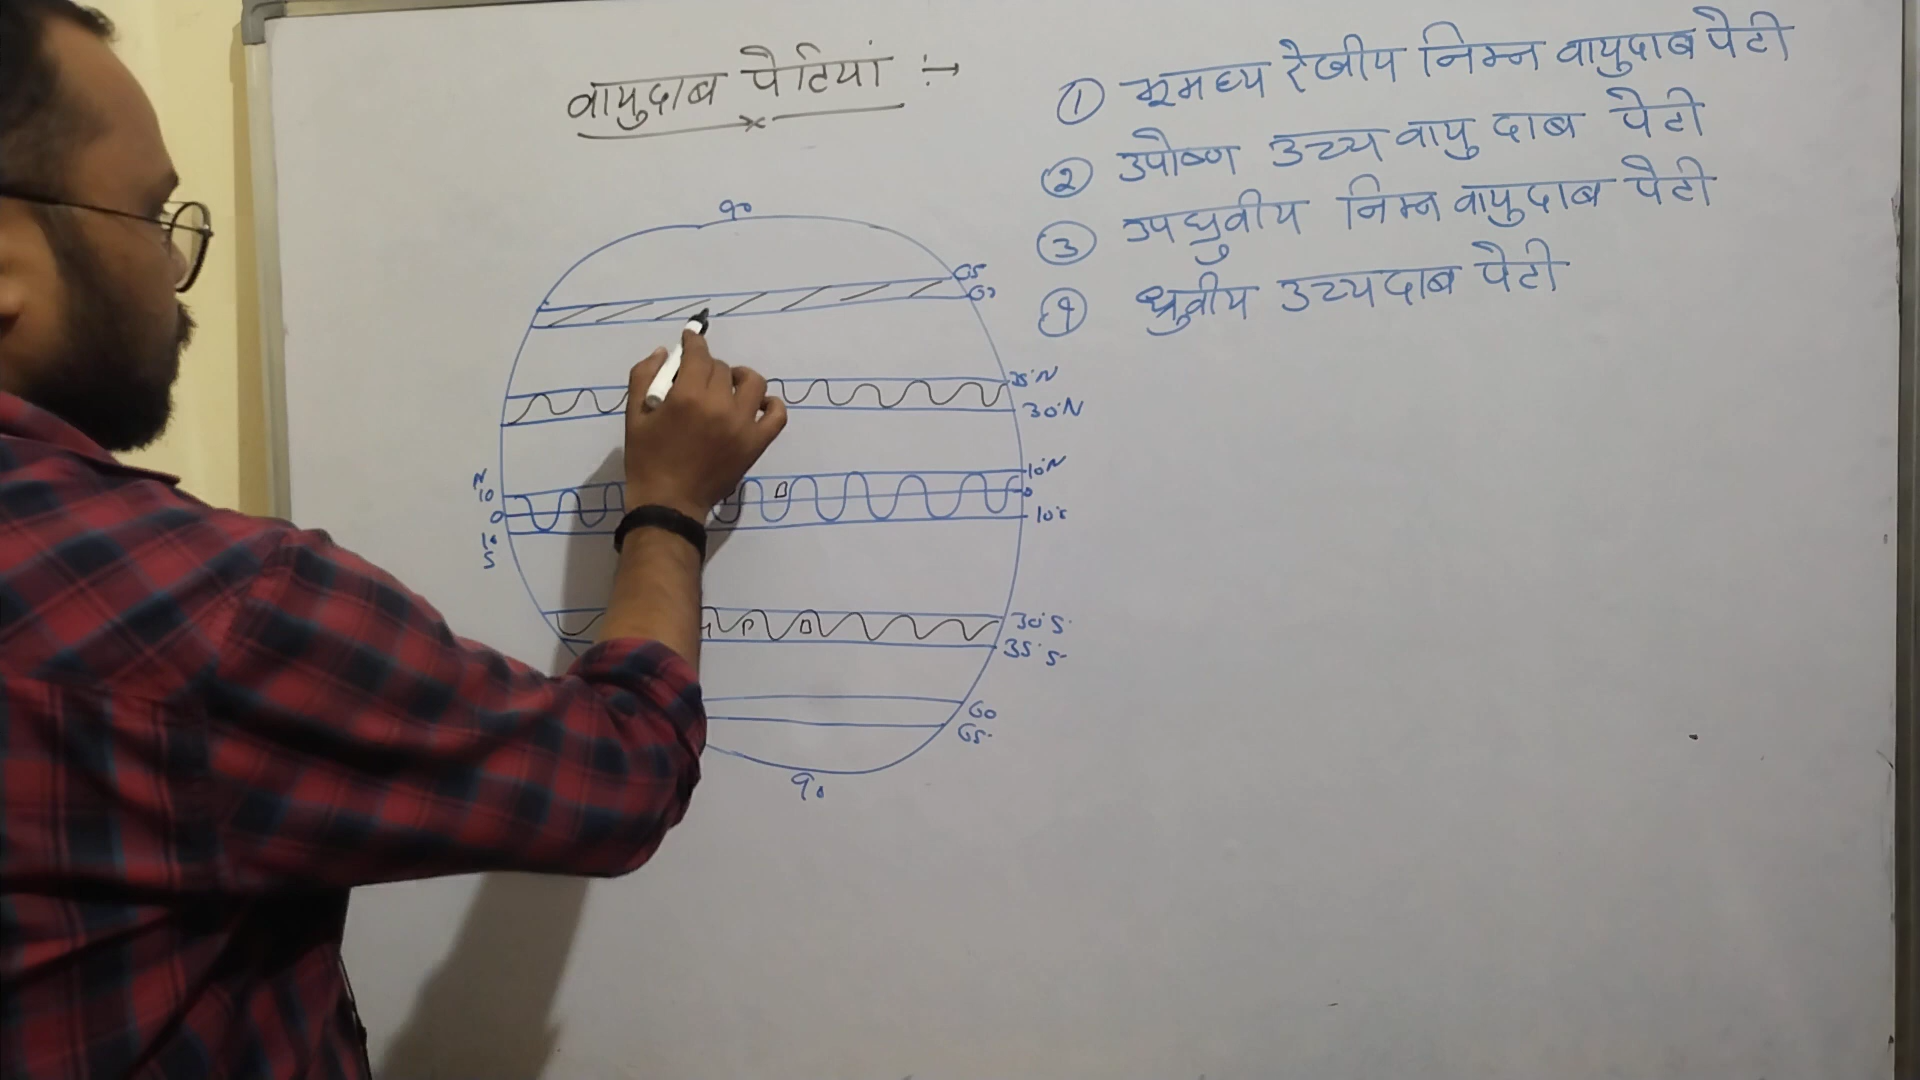 वायुदाब पेटियां :→
① भूमध्य रेखीय निम्न वायुदाब पेटी
② उपोष्ण उच्च वायु दाब पेटी
③ उपध्रुवीय निम्न वायुदाब पेटी
④ ध्रुवीय उच्चदाब पेटी
90
65
60
35°N
30°N
N
10
10°N
0
0
10°S
10
S
30°S
35°S
60
65
90